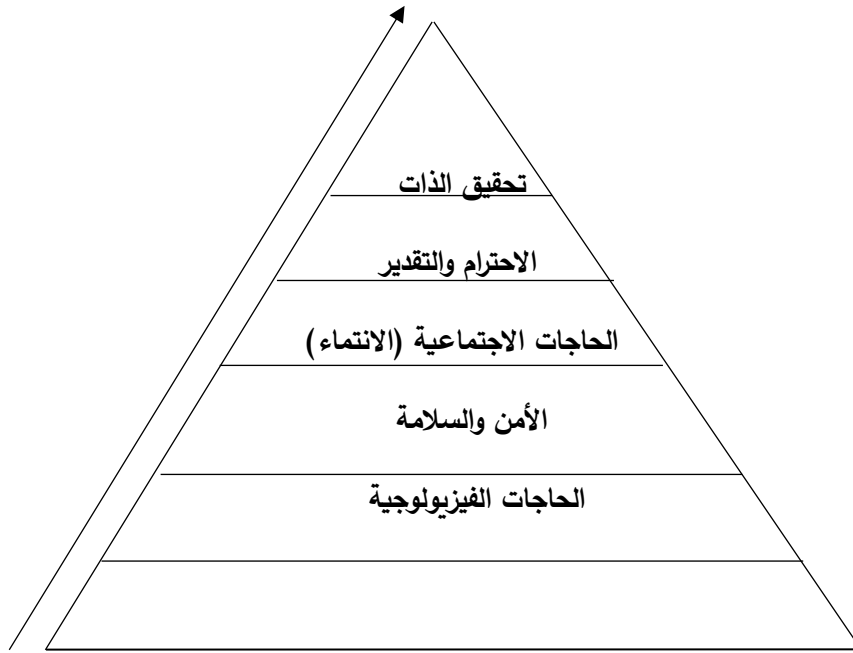 تحقيق الذات
الاحترام والتقدير
الحاجات الاجتماعية (الانتماء)
الأمن والسلامة
الحاجات الفيزيولوجية